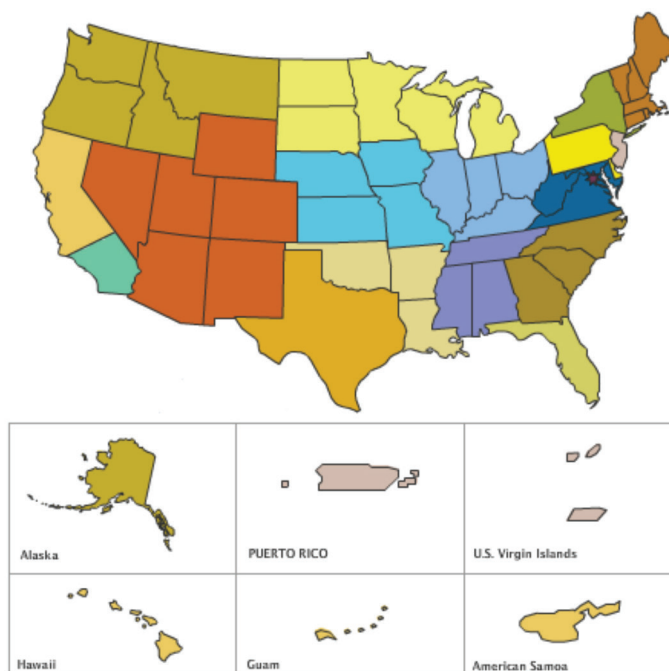 Alaska
PUERTO RICO
U.S. Virgin Islands
Hawaii
Guam
American Samoa